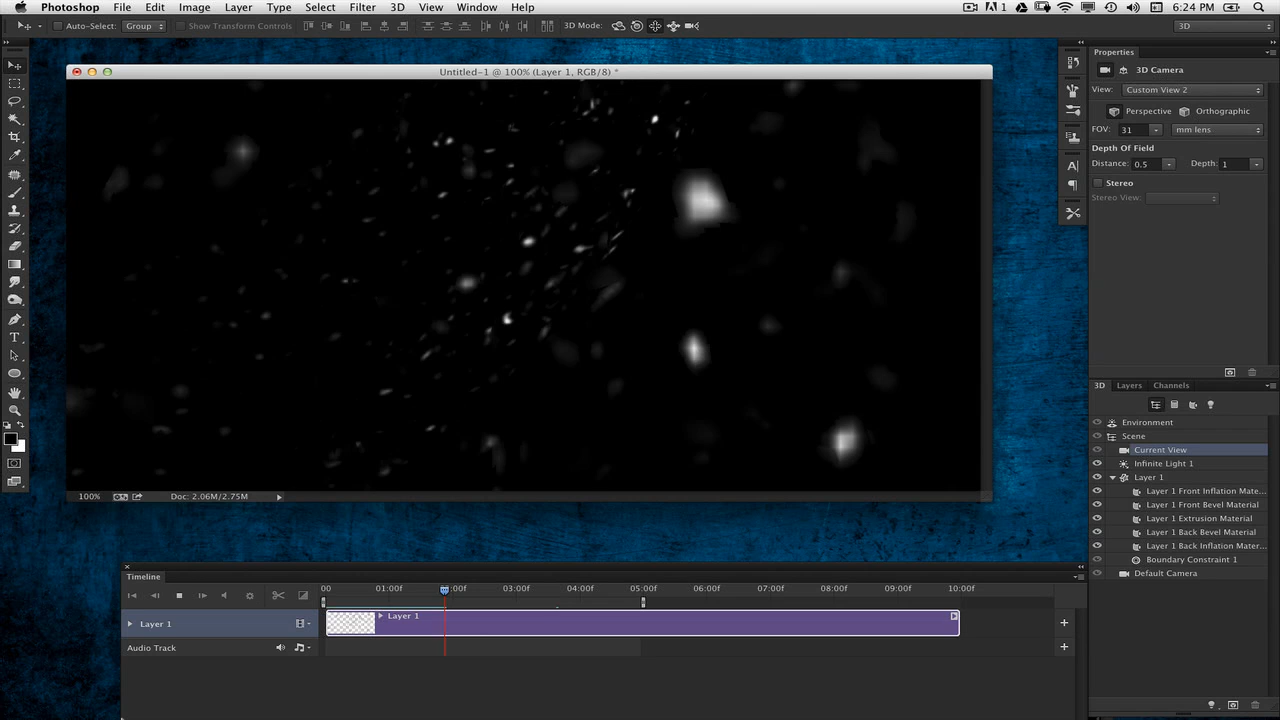 Photoshop File Edit Image Layer Type Select Filter 3D View Window Help 1 6:24 PM
Auto-Select: Group Show Transform Controls 3D Mode: 3D
Untitled-1 @ 100% (Layer 1, RGB/8) *
Properties
3D Camera
View: Custom View 2
Perspective Orthographic
FOV: 31 mm lens
Depth Of Field
Distance: 0.5 Depth: 1
Stereo
Stereo View:
3D Layers Channels
Environment
Scene
Current View
Infinite Light 1
Layer 1
Layer 1 Front Inflation Mate...
Layer 1 Front Bevel Material
Layer 1 Extrusion Material
Layer 1 Back Bevel Material
Layer 1 Back Inflation Mater...
Boundary Constraint 1
Default Camera
100% Doc: 2.06M/2.75M
Timeline
00 01:00f 2:00f 03:00f 04:00f 05:00f 06:00f 07:00f 08:00f 09:00f 10:00f
Layer 1 Layer 1
Audio Track